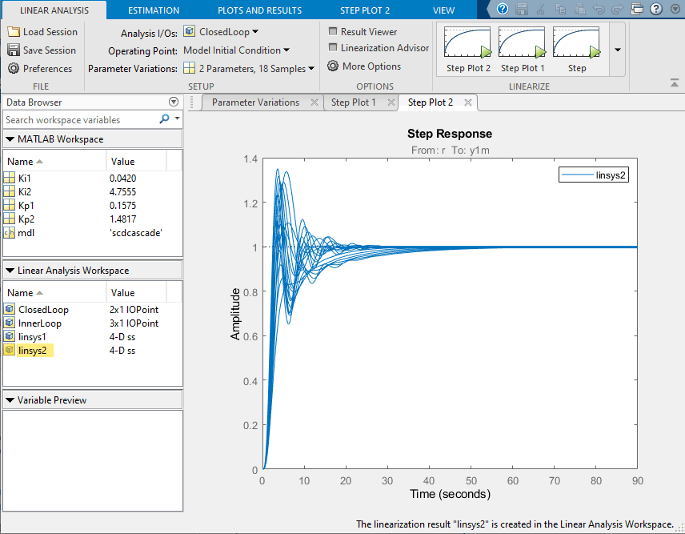 LINEAR ANALYSIS ESTIMATION PLOTS AND RESULTS STEP PLOT 2 VIEW
Load Session
Save Session
Preferences
FILE
Analysis I/Os: ClosedLoop
Operating Point: Model Initial Condition
Parameter Variations: 2 Parameters, 18 Samples
SETUP
Result Viewer
Linearization Advisor
More Options
OPTIONS
Step Plot 2 Step Plot 1 Step
LINEARIZE
Data Browser
Search workspace variables
MATLAB Workspace
Name Value
Ki1 0.0420
Ki2 4.7555
Kp1 0.1575
Kp2 1.4817
mdl 'scdcascade'
Linear Analysis Workspace
Name Value
ClosedLoop 2x1 IOPoint
InnerLoop 3x1 IOPoint
linsys1 4-D ss
linsys2 4-D ss
Variable Preview
Parameter Variations Step Plot 1 Step Plot 2
Step Response
From: r To: y1m
linsys2
Amplitude
1.4
1.2
1
0.8
0.6
0.4
0.2
0
0 10 20 30 40 50 60 70 80 90
Time (seconds)
The linearization result "linsys2" is created in the Linear Analysis Workspace.